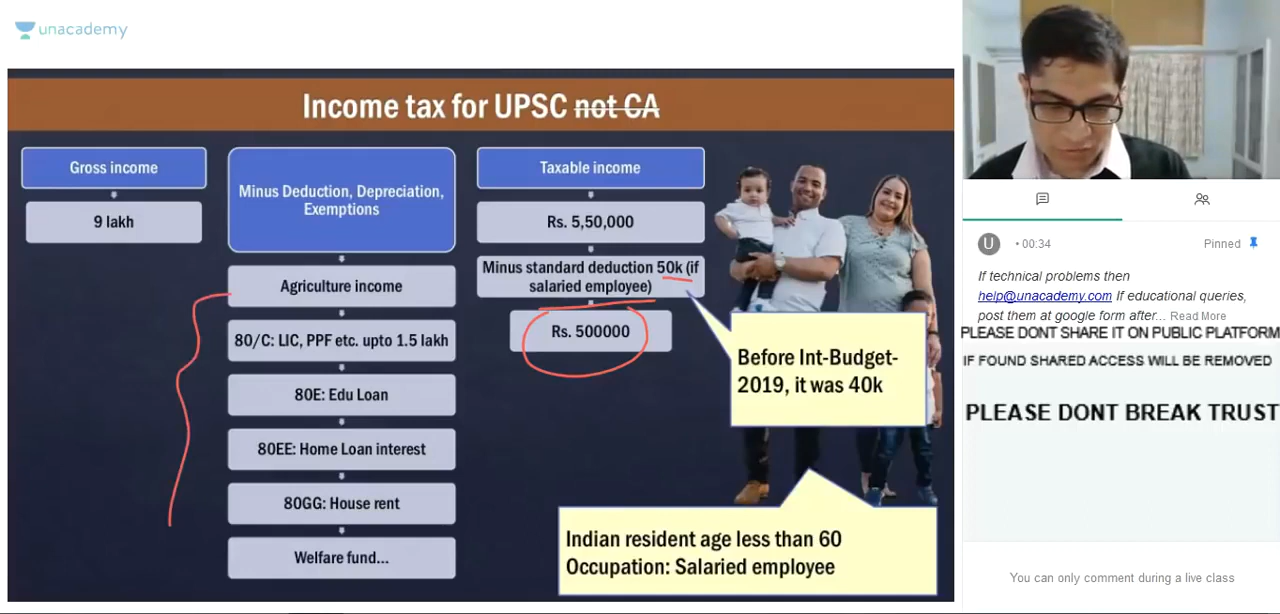 unacademy
Income tax for UPSC not CA
Gross income
9 lakh
Minus Deduction, Depreciation,
Exemptions
Agriculture income
80/C: LIC, PPF etc. upto 1.5 lakh
80E: Edu Loan
80EE: Home Loan interest
80GG: House rent
Welfare fund...
Taxable income
Rs. 5,50,000
Minus standard deduction 50k (if
salaried employee)
Rs. 500000
Before Int-Budget-
2019, it was 40k
Indian resident age less than 60
Occupation: Salaried employee
U • 00:34 Pinned
If technical problems then
help@unacademy.com If educational queries,
post them at google form after... Read More
PLEASE DONT SHARE IT ON PUBLIC PLATFORM
IF FOUND SHARED ACCESS WILL BE REMOVED
PLEASE DONT BREAK TRUST
You can only comment during a live class